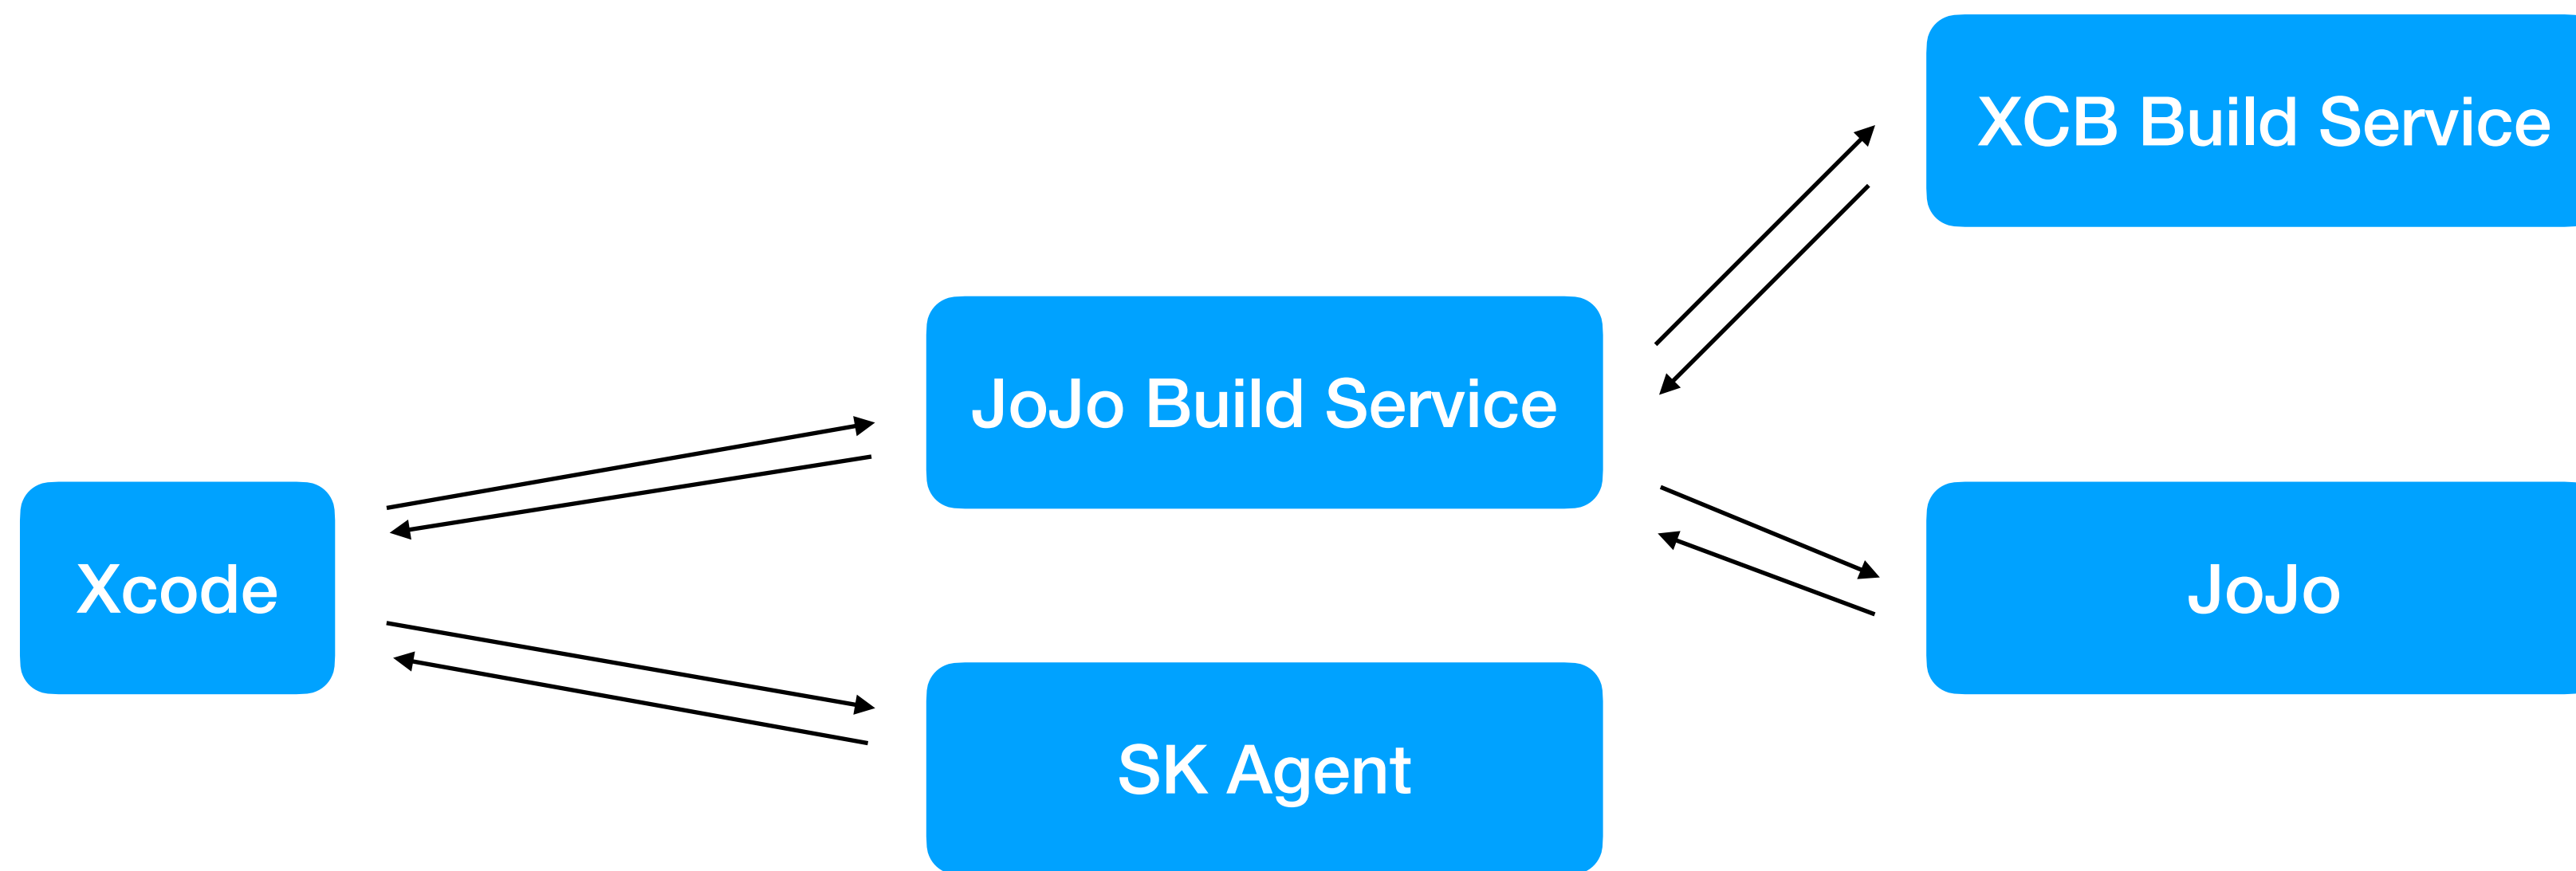 XCB Build Service
JoJo Build Service
Xcode
JoJo
SK Agent